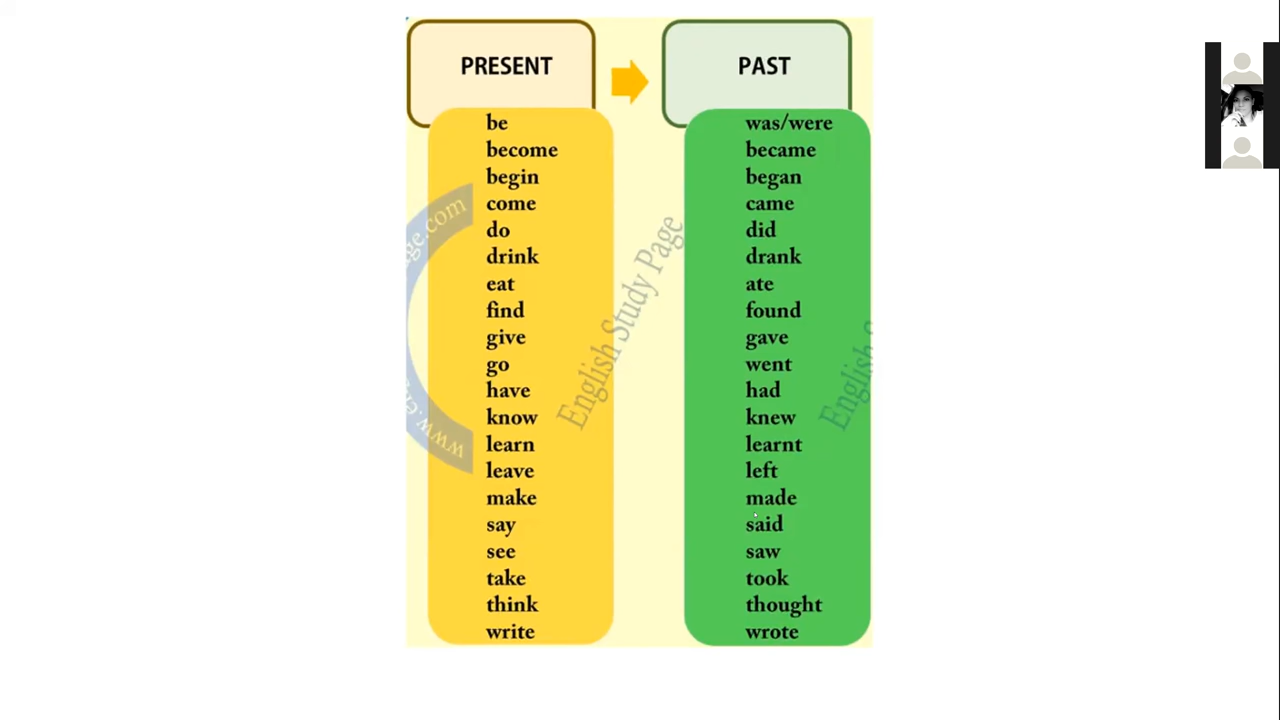 PRESENT PAST
be was/were
become became
begin began
come came
do did
drink drank
eat ate
find found
give gave
go went
have had
know knew
learn learnt
leave left
make made
say said
see saw
take took
think thought
write wrote
English Study Page